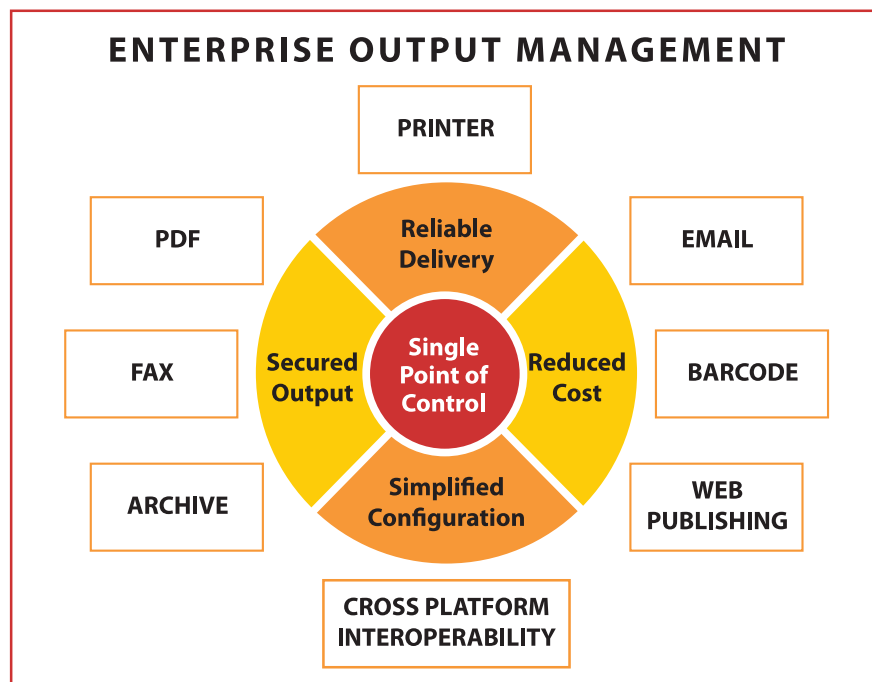 ENTERPRISE OUTPUT MANAGEMENT
PRINTER
PDF
Reliable
Delivery
EMAIL
FAX
Secured
Output
Single
Point of
Control
Reduced
Cost
BARCODE
ARCHIVE
Simplified
Configuration
WEB
PUBLISHING
CROSS PLATFORM
INTEROPERABILITY